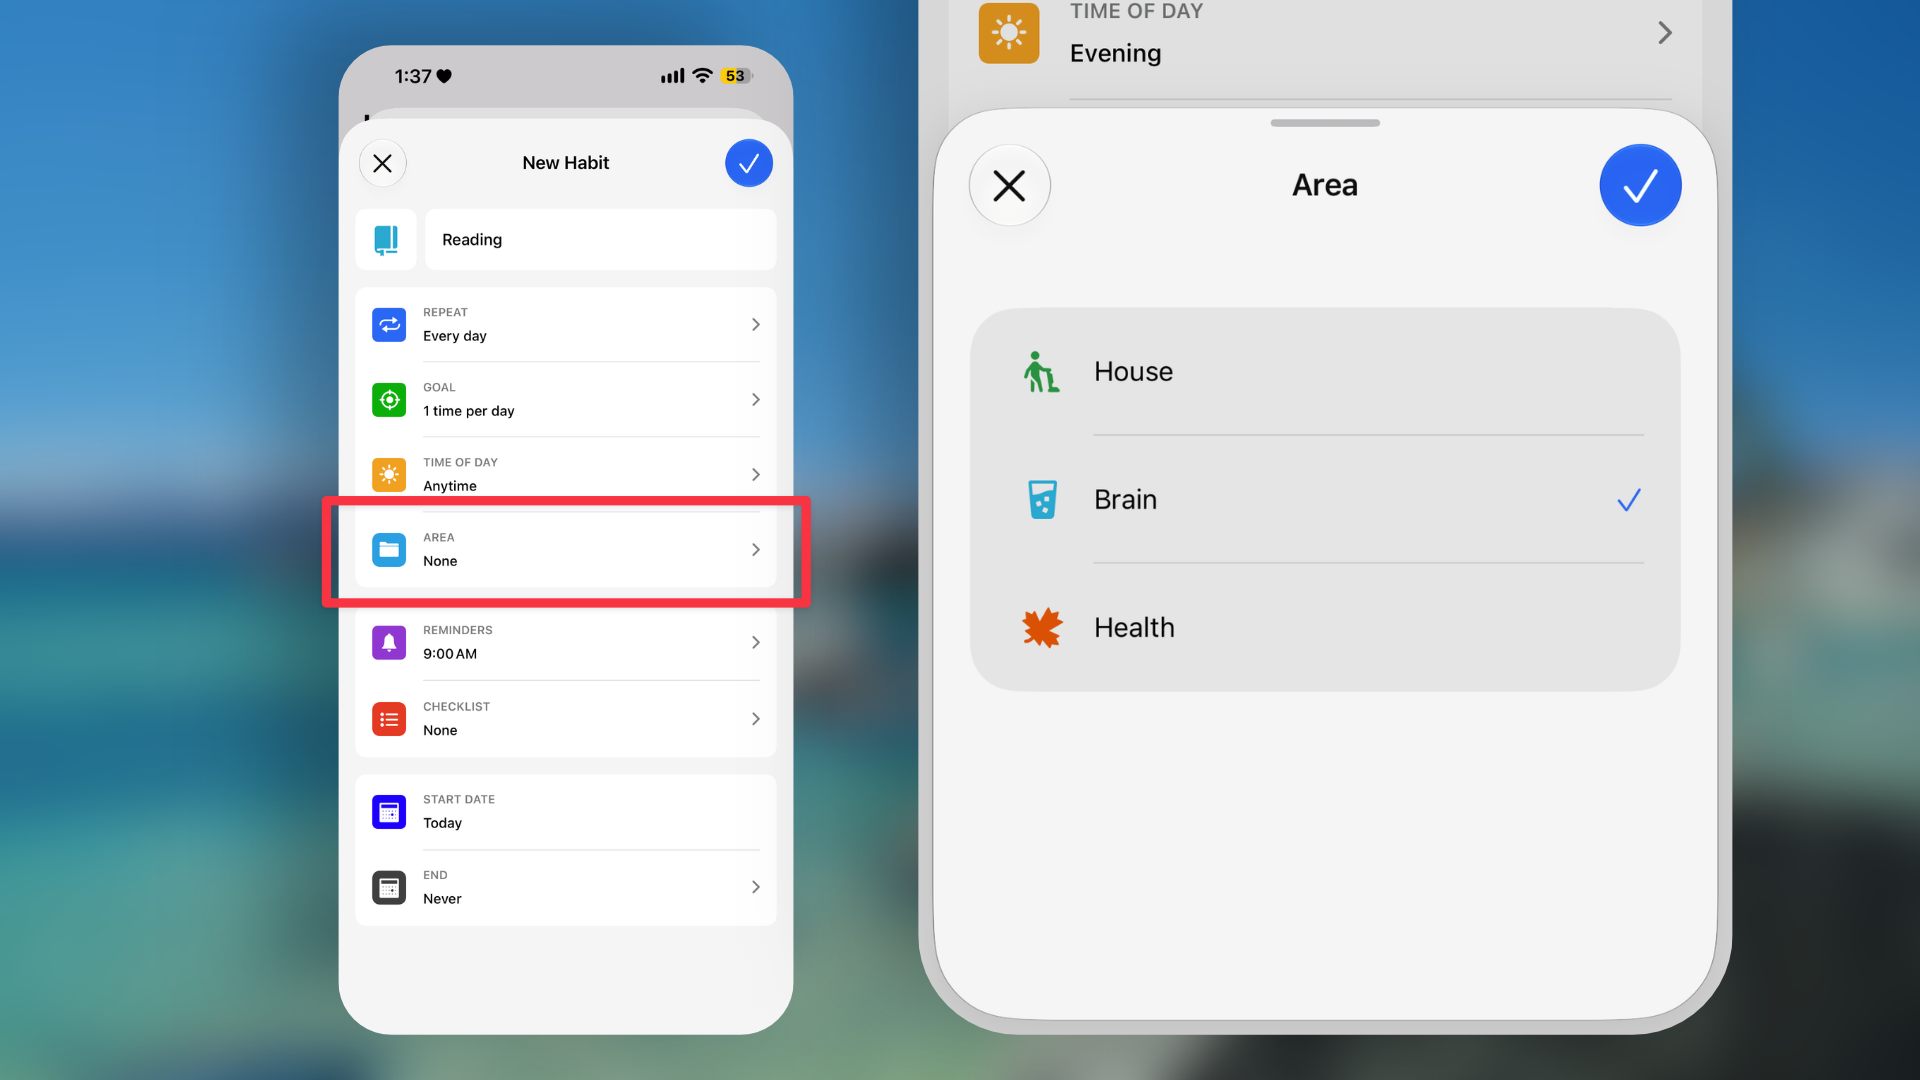 1:37
53
New Habit
Reading
REPEAT
Every day
GOAL
1 time per day
TIME OF DAY
Anytime
AREA
None
REMINDERS
9:00 AM
CHECKLIST
None
START DATE
Today
END
Never
TIME OF DAY
Evening
Area
House
Brain
Health